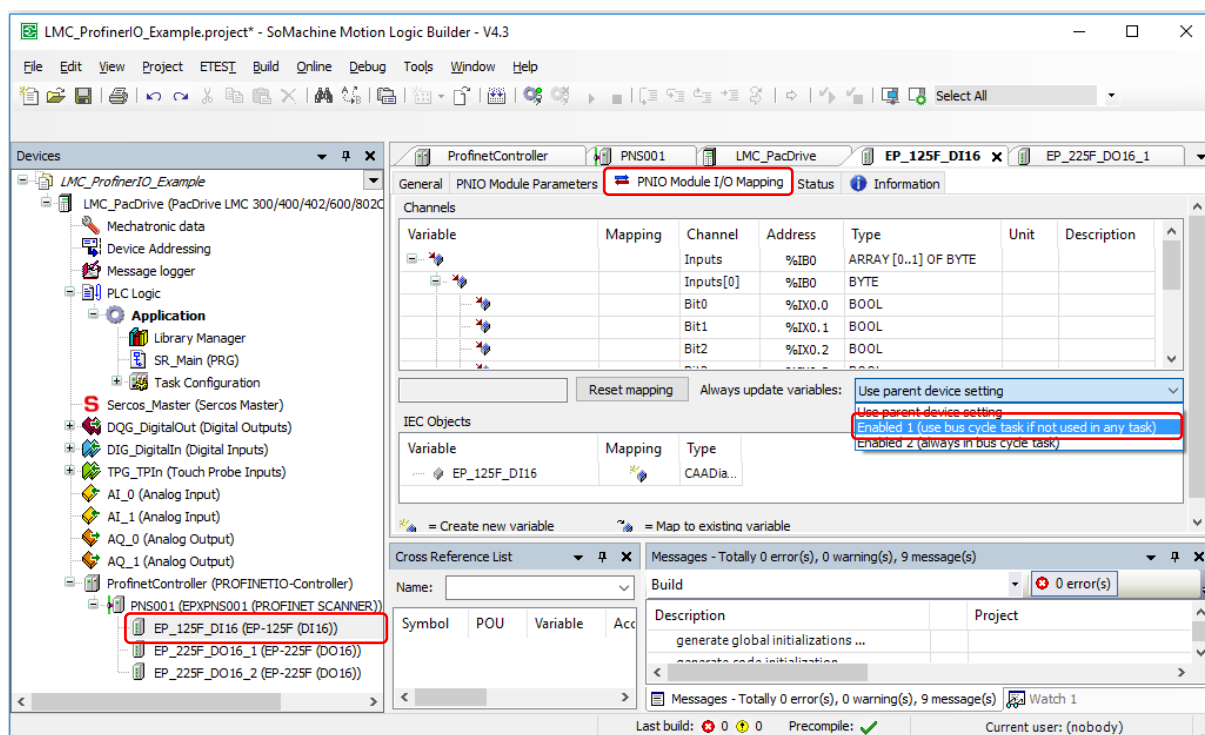 LMC_ProfinerIO_Example.project* - SoMachine Motion Logic Builder - V4.3
File Edit View Project ETEST Build Online Debug Tools Window Help
Select All
Devices
LMC_ProfinerIO_Example
LMC_PacDrive (PacDrive LMC 300/400/402/600/802C
Mechatronic data
Device Addressing
Message logger
PLC Logic
Application
Library Manager
SR_Main (PRG)
Task Configuration
Sercos_Master (Sercos Master)
DQG_DigitalOut (Digital Outputs)
DIG_DigitalIn (Digital Inputs)
TPG_TPIn (Touch Probe Inputs)
AI_0 (Analog Input)
AI_1 (Analog Input)
AQ_0 (Analog Output)
AQ_1 (Analog Output)
ProfinetController (PROFINETIO-Controller)
PNS001 (EPXPNS001 (PROFINET SCANNER))
EP_125F_DI16 (EP-125F (DI16))
EP_225F_DO16_1 (EP-225F (DO16))
EP_225F_DO16_2 (EP-225F (DO16))
ProfinetController PNS001 LMC_PacDrive EP_125F_DI16 EP_225F_DO16_1
General PNIO Module Parameters PNIO Module I/O Mapping Status Information
Channels
Variable Mapping Channel Address Type Unit Description
Inputs %IB0 ARRAY [0..1] OF BYTE
Inputs[0] %IB0 BYTE
Bit0 %IX0.0 BOOL
Bit1 %IX0.1 BOOL
Bit2 %IX0.2 BOOL
Reset mapping Always update variables: Use parent device setting
Use parent device setting
Enabled 1 (use bus cycle task if not used in any task)
Enabled 2 (always in bus cycle task)
IEC Objects
Variable Mapping Type
EP_125F_DI16 CAADia...
= Create new variable = Map to existing variable
Cross Reference List
Name:
Symbol POU Variable Acc
Messages - Totally 0 error(s), 0 warning(s), 9 message(s)
Build 0 error(s)
Description Project
generate global initializations ...
generate code initialization
Messages - Totally 0 error(s), 0 warning(s), 9 message(s) Watch 1
Last build: 0 0 Precompile: Current user: (nobody)